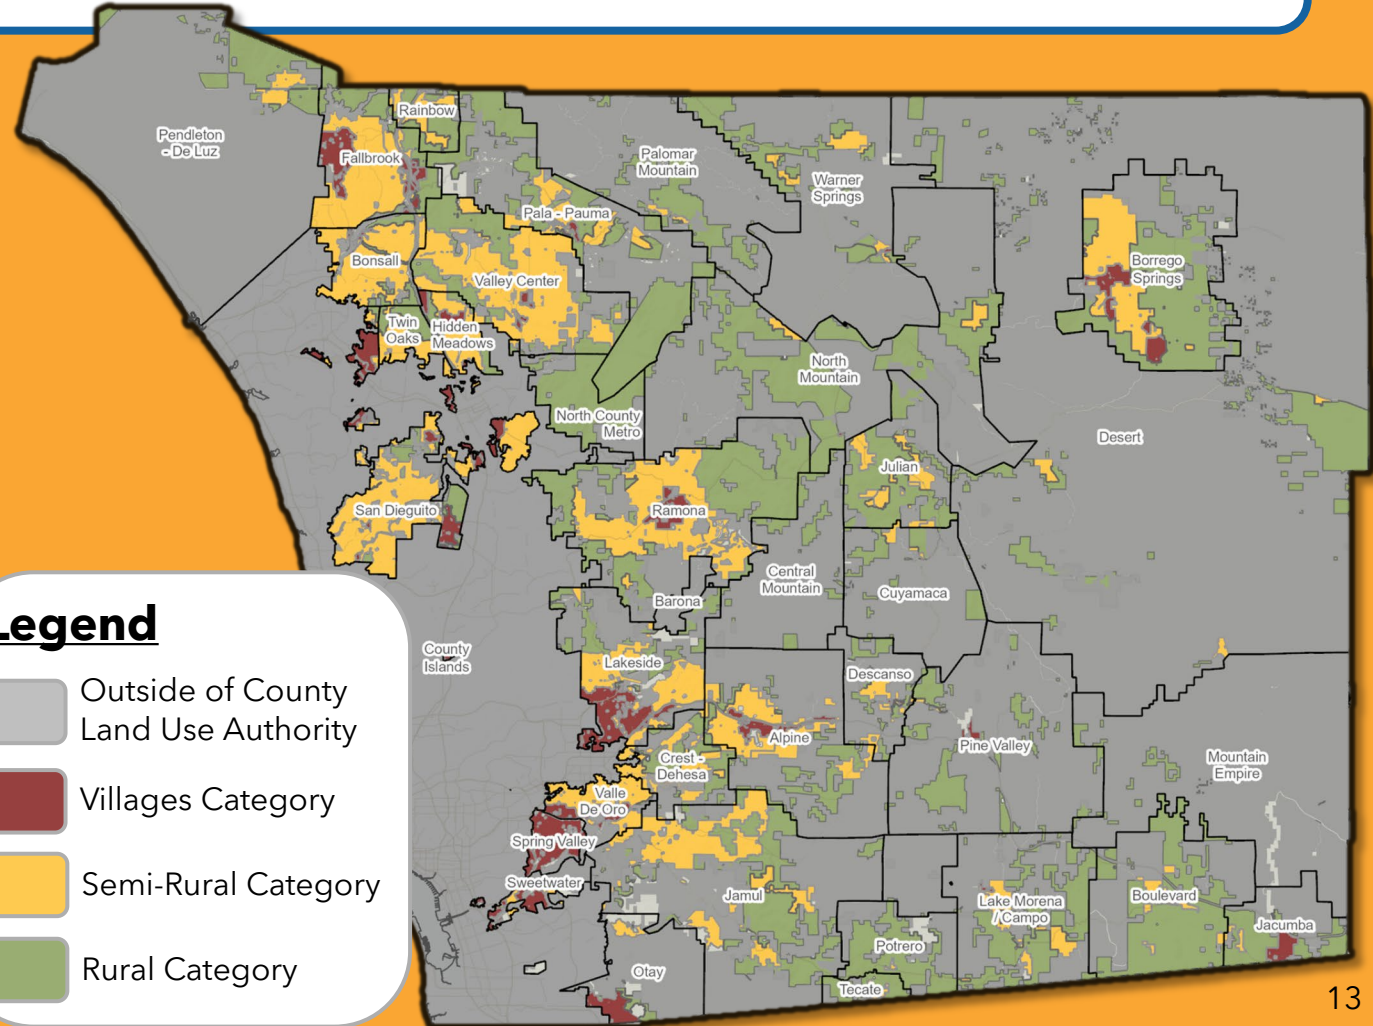 Rainbow
Pendleton
- De Luz
Fallbrook
Palomar
Mountain
Warner
Springs
Pala - Pauma
Bonsall
Valley Center
Borrego
Springs
Twin
Oaks
Hidden
Meadows
North
Mountain
North County
Metro
Desert
Julian
San Dieguito
Ramona
Central
Mountain
Cuyamaca
Barona
County
Islands
Lakeside
Descanso
Alpine
Pine Valley
Crest -
Dehesa
Mountain
Empire
Valle
De Oro
Spring Valley
Sweetwater
Jamul
Lake Morena
/ Campo
Boulevard
Jacumba
Potrero
Otay
Tecate
Legend
Outside of County
Land Use Authority
Villages Category
Semi-Rural Category
Rural Category
13